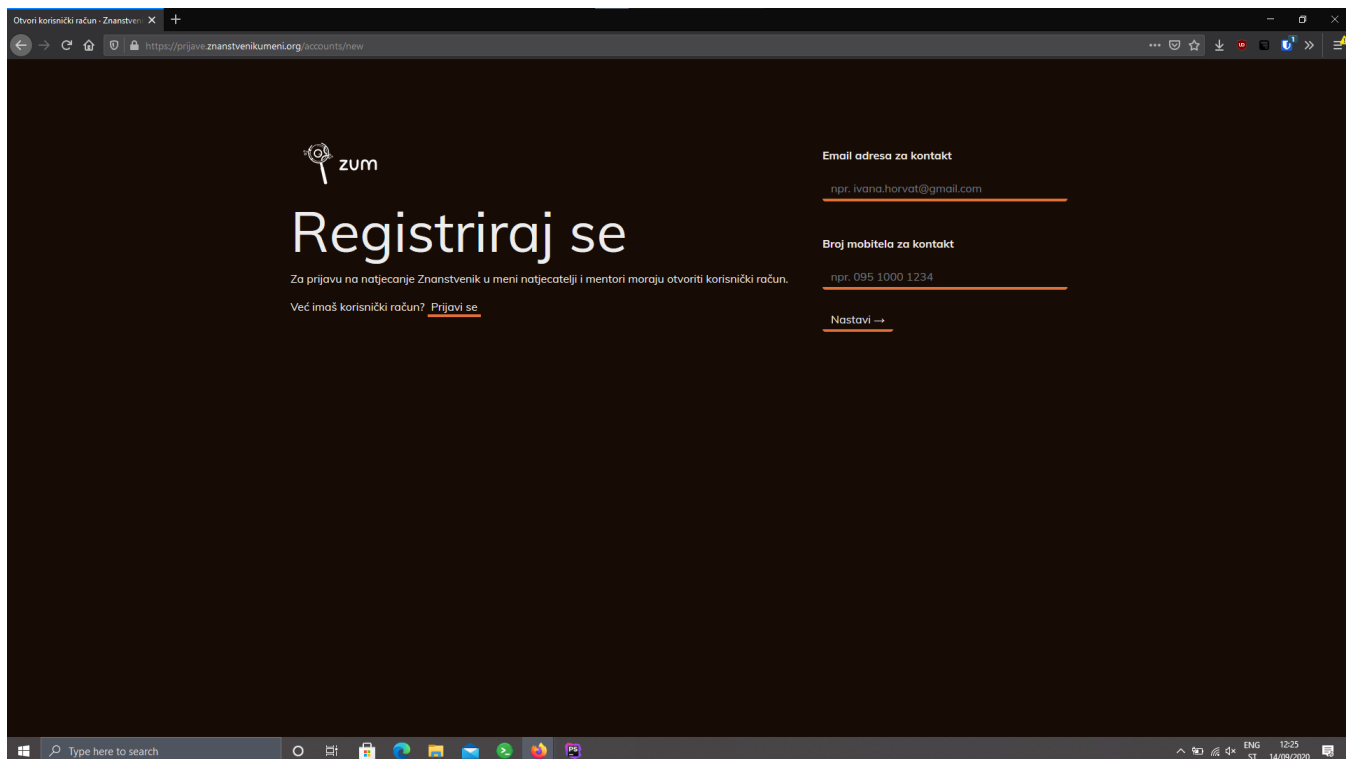 Otvori korisnički račun - Znanstveni
https://prijave.znanstvenikumeni.org/accounts/new
zum
Registriraj se
Za prijavu na natjecanje Znanstvenik u meni natjecatelji i mentori moraju otvoriti korisnički račun.
Već imaš korisnički račun? Prijavi se
Email adresa za kontakt
npr. ivana.horvat@gmail.com
Broj mobitela za kontakt
npr. 095 1000 1234
Nastavi →
Type here to search
PS
ENG
ST
12:25
14/09/2020